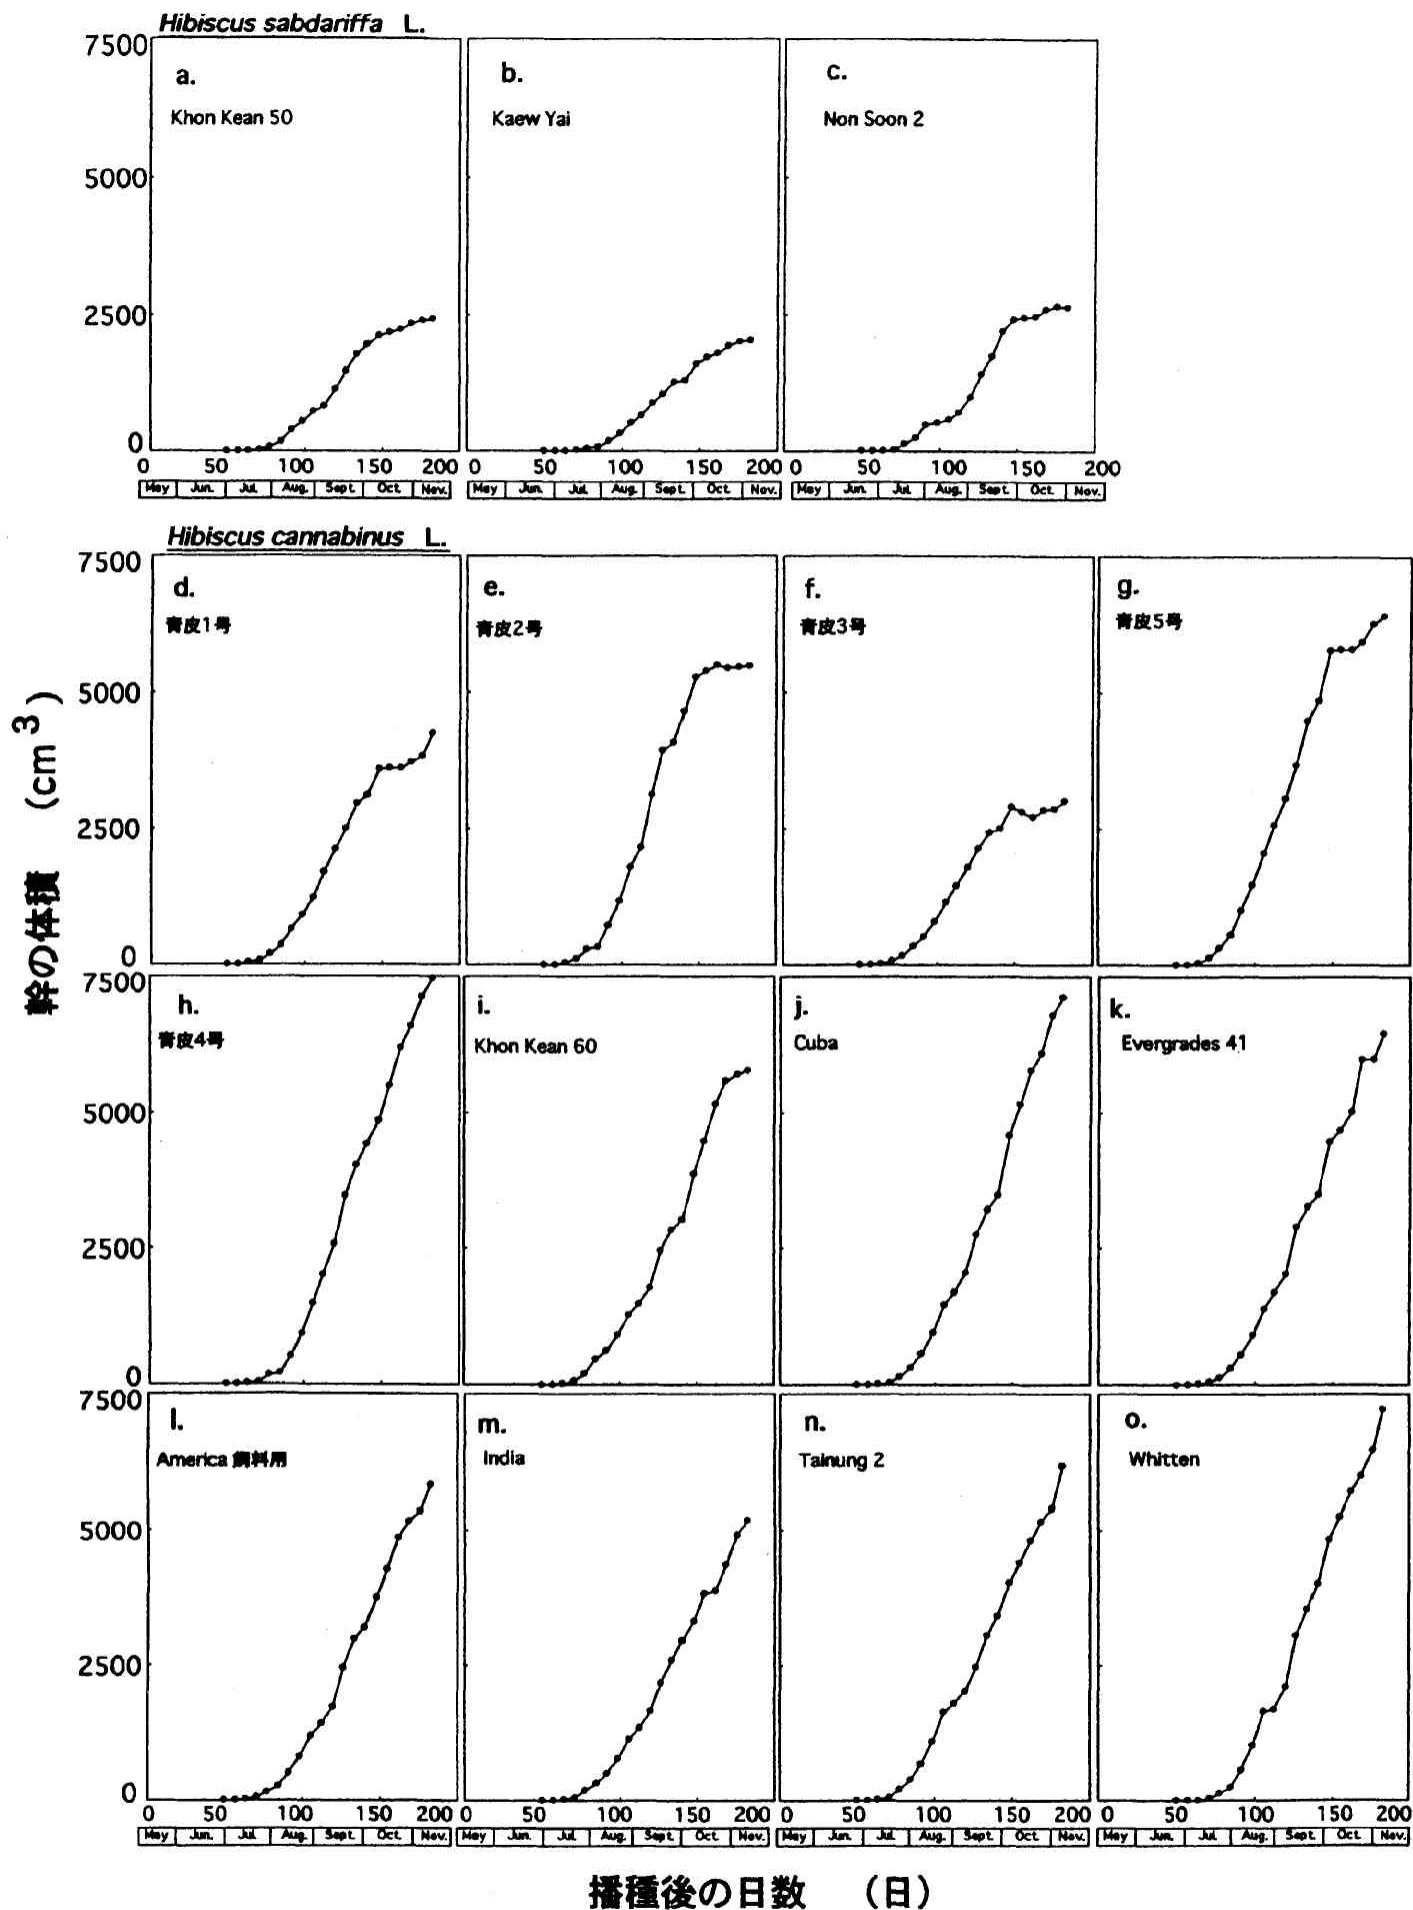 Hibiscus sabdariffa L.
7500
5000
2500
0
a.
Khon Kean 50
b.
Kaew Yai
c.
Non Soon 2
0 50 100 150 200 0 50 100 150 200 0 50 100 150 200
May Jun. Jul. Aug. Sept. Oct. Nov. May Jun. Jul. Aug. Sept. Oct. Nov. May Jun. Jul. Aug. Sept. Oct. Nov.
Hibiscus cannabinus L.
幹の体積 (cm3)
7500
5000
2500
0
d.
青皮1号
e.
青皮2号
f.
青皮3号
g.
青皮5号
7500
5000
2500
0
h.
青皮4号
i.
Khon Kean 60
j.
Cuba
k.
Evergrades 41
7500
5000
2500
0
l.
America 飼料用
m.
India
n.
Tainung 2
o.
Whitten
0 50 100 150 200 0 50 100 150 200 0 50 100 150 200 0 50 100 150 200
May Jun. Jul. Aug. Sept. Oct. Nov. May Jun. Jul. Aug. Sept. Oct. Nov. May Jun. Jul. Aug. Sept. Oct. Nov. May Jun. Jul. Aug. Sept. Oct. Nov.
播種後の日数 (日)